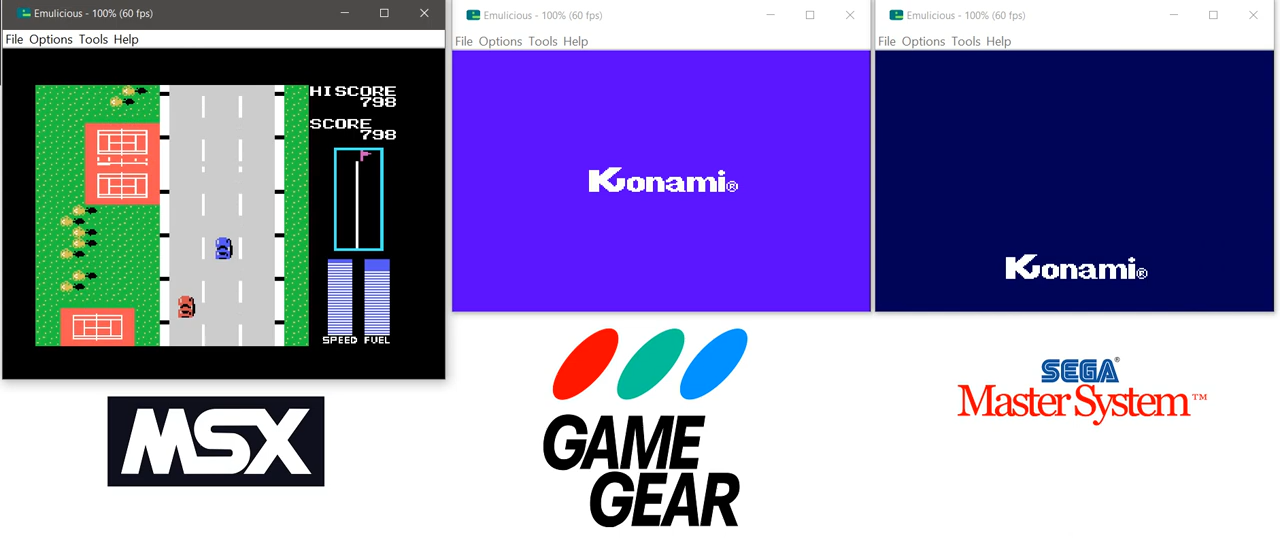 Emulicious - 100% (60 fps)
File Options Tools Help
HISCORE
798
SCORE
798
SPEED FUEL
MSX
Emulicious - 100% (60 fps)
File Options Tools Help
Konami®
GAME
GEAR
Emulicious - 100% (60 fps)
File Options Tools Help
Konami®
SEGA®
Master System™